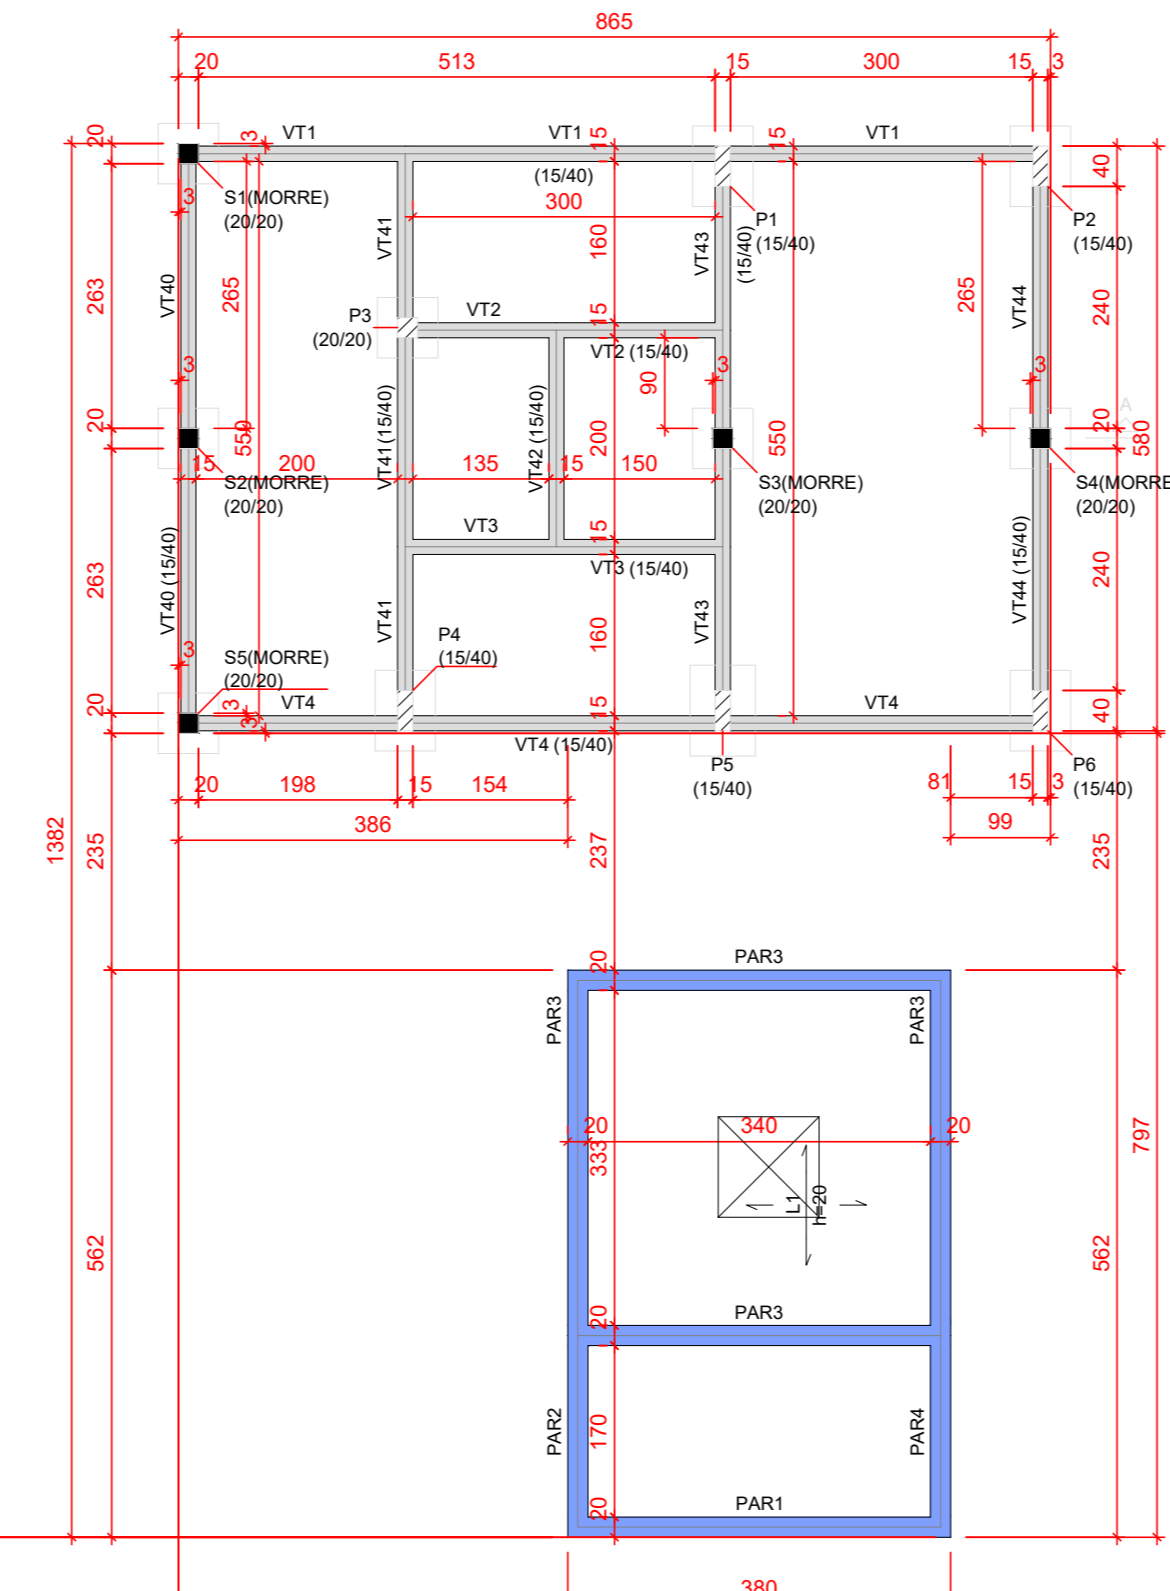 865
20
513
15
300
15
3
VT1
VT1
VT1
20
3
15
15
40
(15/40)
S1(MORRE)
(20/20)
3
300
P1
(15/40)
P2
(15/40)
VT41
160
VT43
(15/40)
VT40
263
265
265
VT44
240
P3
(20/20)
VT2
15
VT2 (15/40)
3
90
3
3
A
20
550
VT41 (15/40)
VT42 (15/40)
200
550
20
580
15
200
135
15
150
S2(MORRE)
(20/20)
S3(MORRE)
(20/20)
S4(MORRE
(20/20)
VT3
15
VT3 (15/40)
VT40 (15/40)
263
VT44 (15/40)
240
VT41
160
VT43
P4
(15/40)
3
S5(MORRE)
(20/20)
20
3
VT4
3
15
VT4
40
VT4 (15/40)
P5
(15/40)
P6
(15/40)
20
198
15
154
81
15
3
386
99
1382
235
237
235
PAR3
20
PAR3
PAR3
20
340
20
333
797
L1
h=20
562
562
PAR3
20
PAR2
170
PAR4
PAR1
20
380